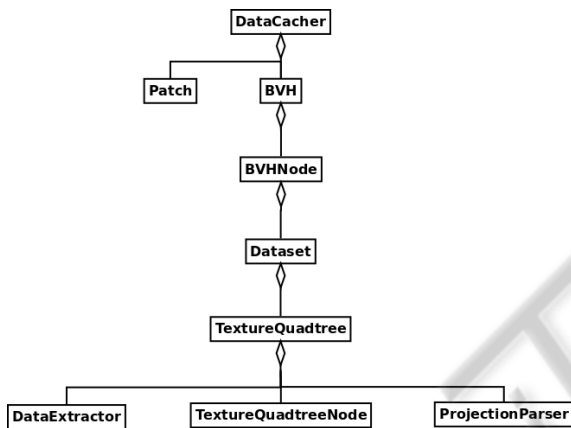 DataCacher
Patch
BVH
BVHNode
Dataset
TextureQuadtree
DataExtractor
TextureQuadtreeNode
ProjectionParser